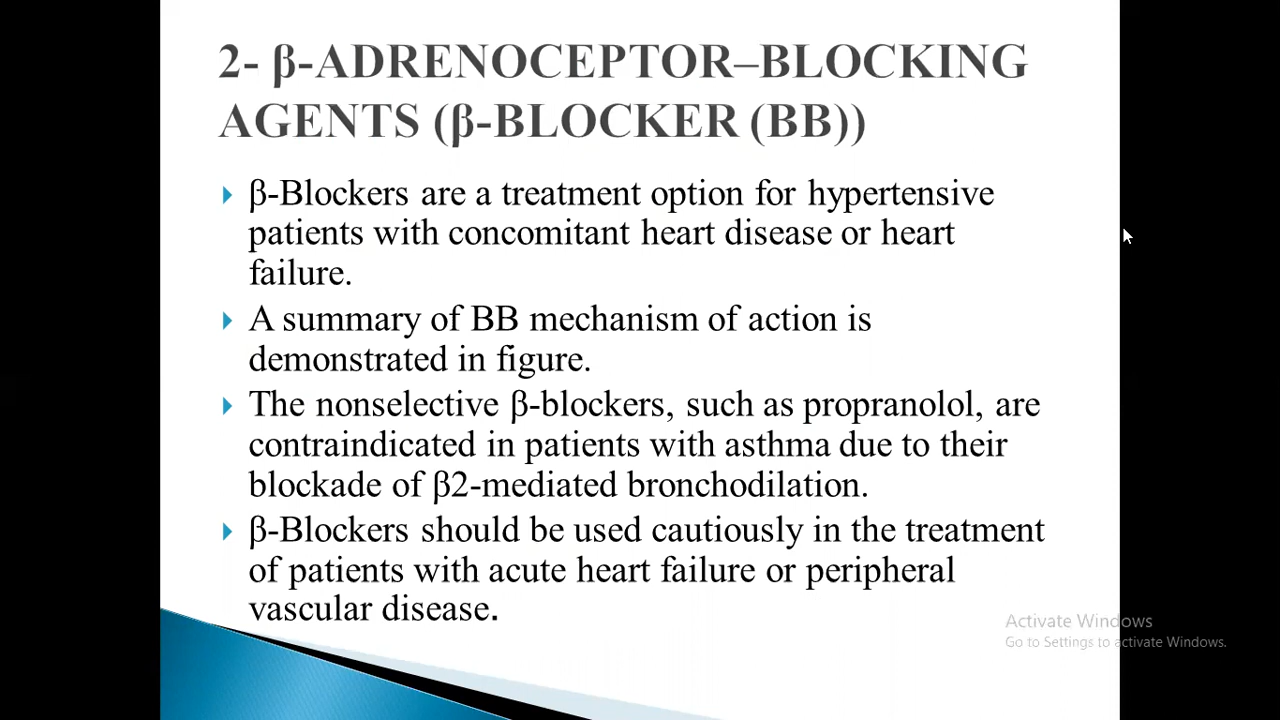 2- β-ADRENOCEPTOR–BLOCKING
AGENTS (β-BLOCKER (BB))
β-Blockers are a treatment option for hypertensive
patients with concomitant heart disease or heart
failure.
A summary of BB mechanism of action is
demonstrated in figure.
The nonselective β-blockers, such as propranolol, are
contraindicated in patients with asthma due to their
blockade of β2-mediated bronchodilation.
β-Blockers should be used cautiously in the treatment
of patients with acute heart failure or peripheral
vascular disease.
Activate Windows
Go to Settings to activate Windows.